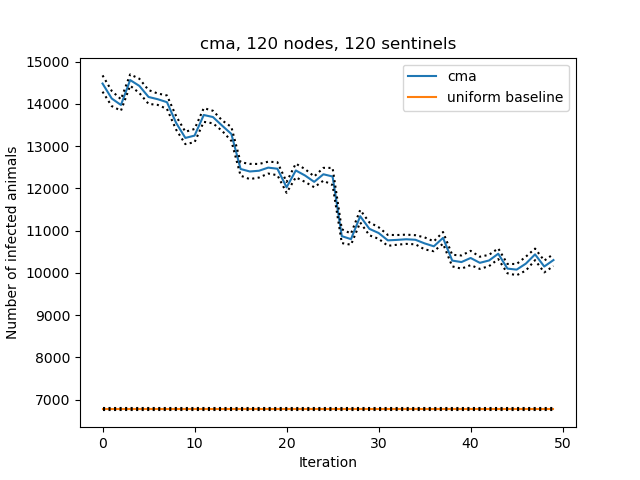 cma, 120 nodes, 120 sentinels
cma
uniform baseline
Number of infected animals
15000
14000
13000
12000
11000
10000
9000
8000
7000
0 10 20 30 40 50
Iteration